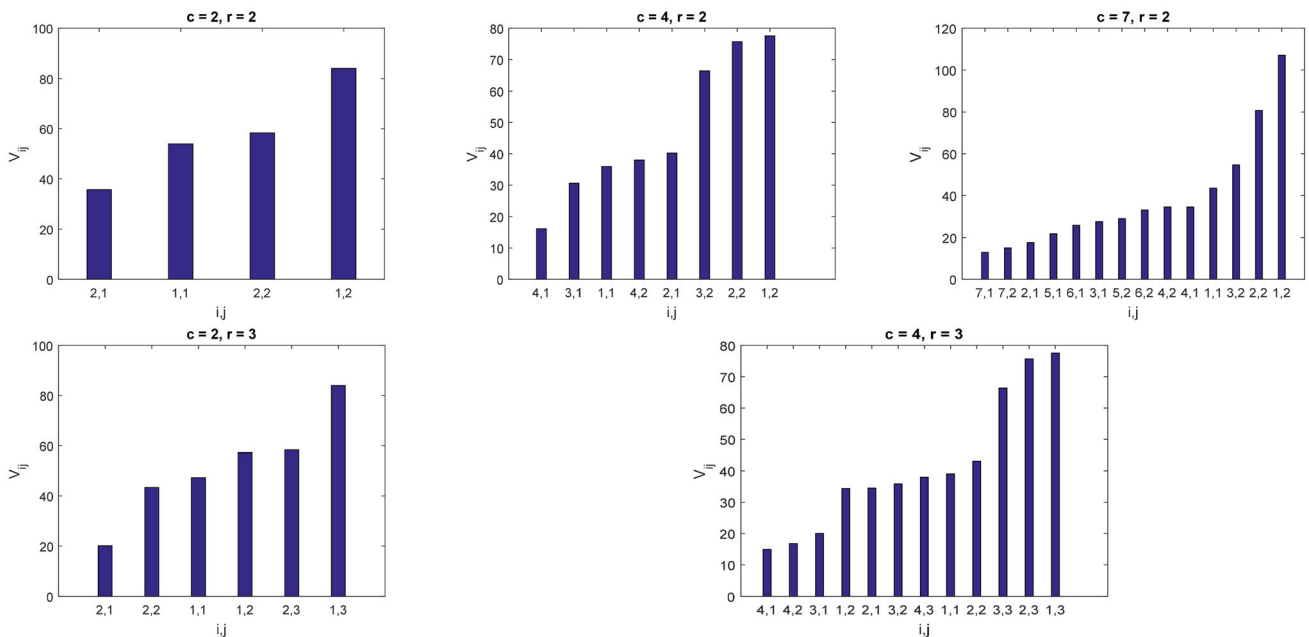 c = 2, r = 2
100
80
60
40
20
0
V_ij
2,1 1,1 2,2 1,2
i,j
c = 4, r = 2
80
70
60
50
40
30
20
10
0
V_ij
4,1 3,1 1,1 4,2 2,1 3,2 2,2 1,2
i,j
c = 7, r = 2
120
100
80
60
40
20
0
V_ij
7,1 7,2 2,1 5,1 6,1 3,1 5,2 6,2 4,2 4,1 1,1 3,2 2,2 1,2
i,j
c = 2, r = 3
100
80
60
40
20
0
V_ij
2,1 2,2 1,1 1,2 2,3 1,3
i,j
c = 4, r = 3
80
70
60
50
40
30
20
10
0
V_ij
4,1 4,2 3,1 1,2 2,1 3,2 4,3 1,1 2,2 3,3 2,3 1,3
i,j